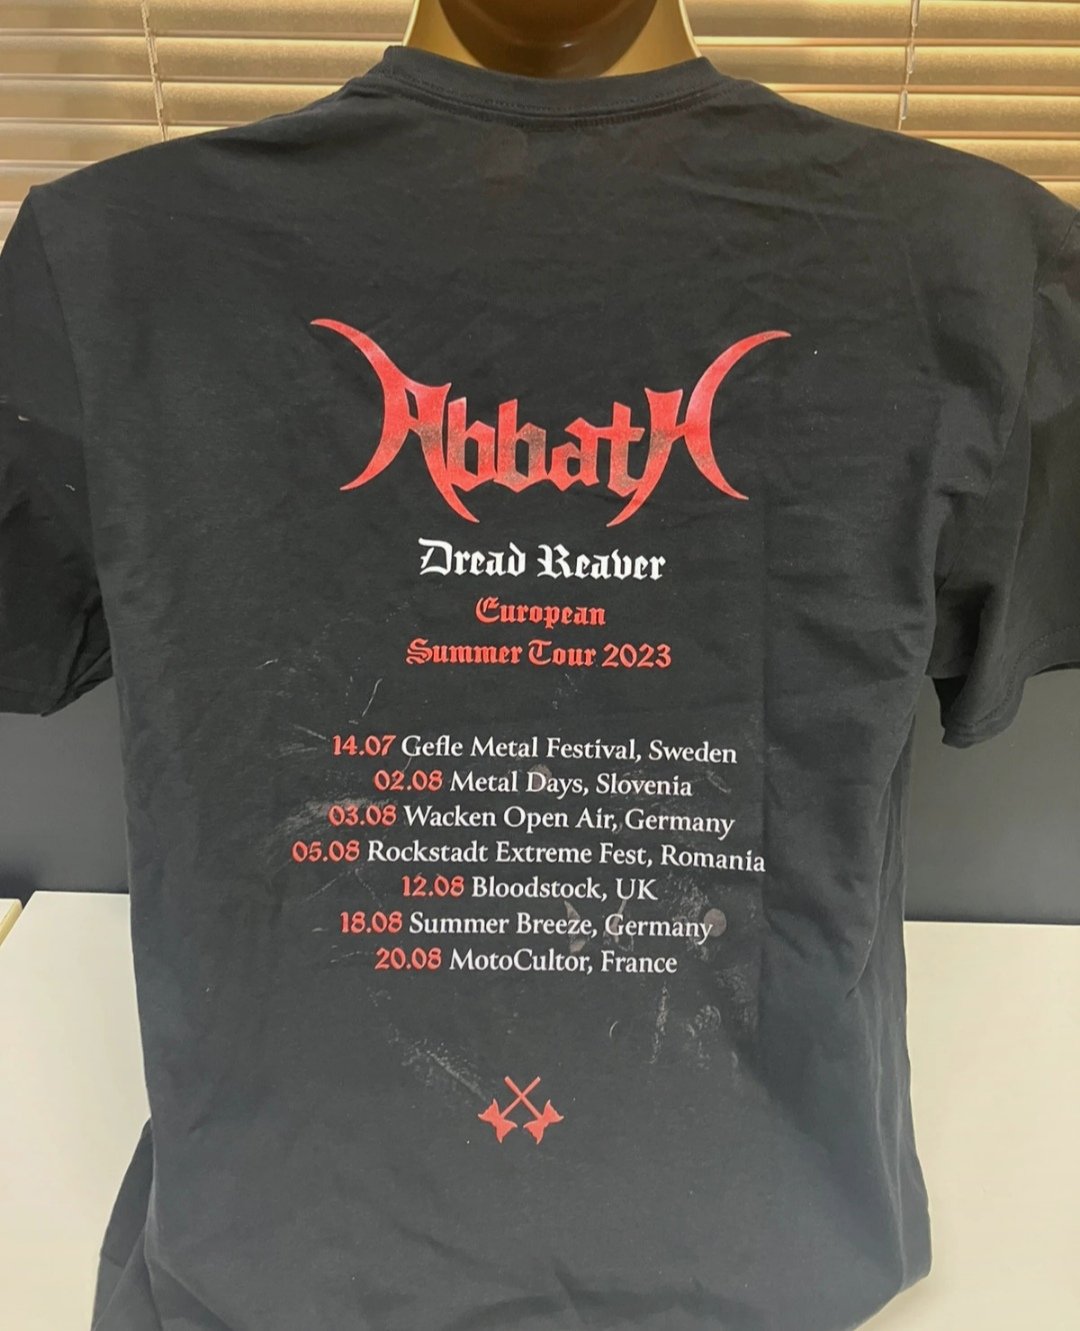 Abbath
Dread Reaver
European
Summer Tour 2023
14.07 Gefle Metal Festival, Sweden
02.08 Metal Days, Slovenia
03.08 Wacken Open Air, Germany
05.08 Rockstadt Extreme Fest, Romania
12.08 Bloodstock, UK
18.08 Summer Breeze, Germany
20.08 MotoCultor, France